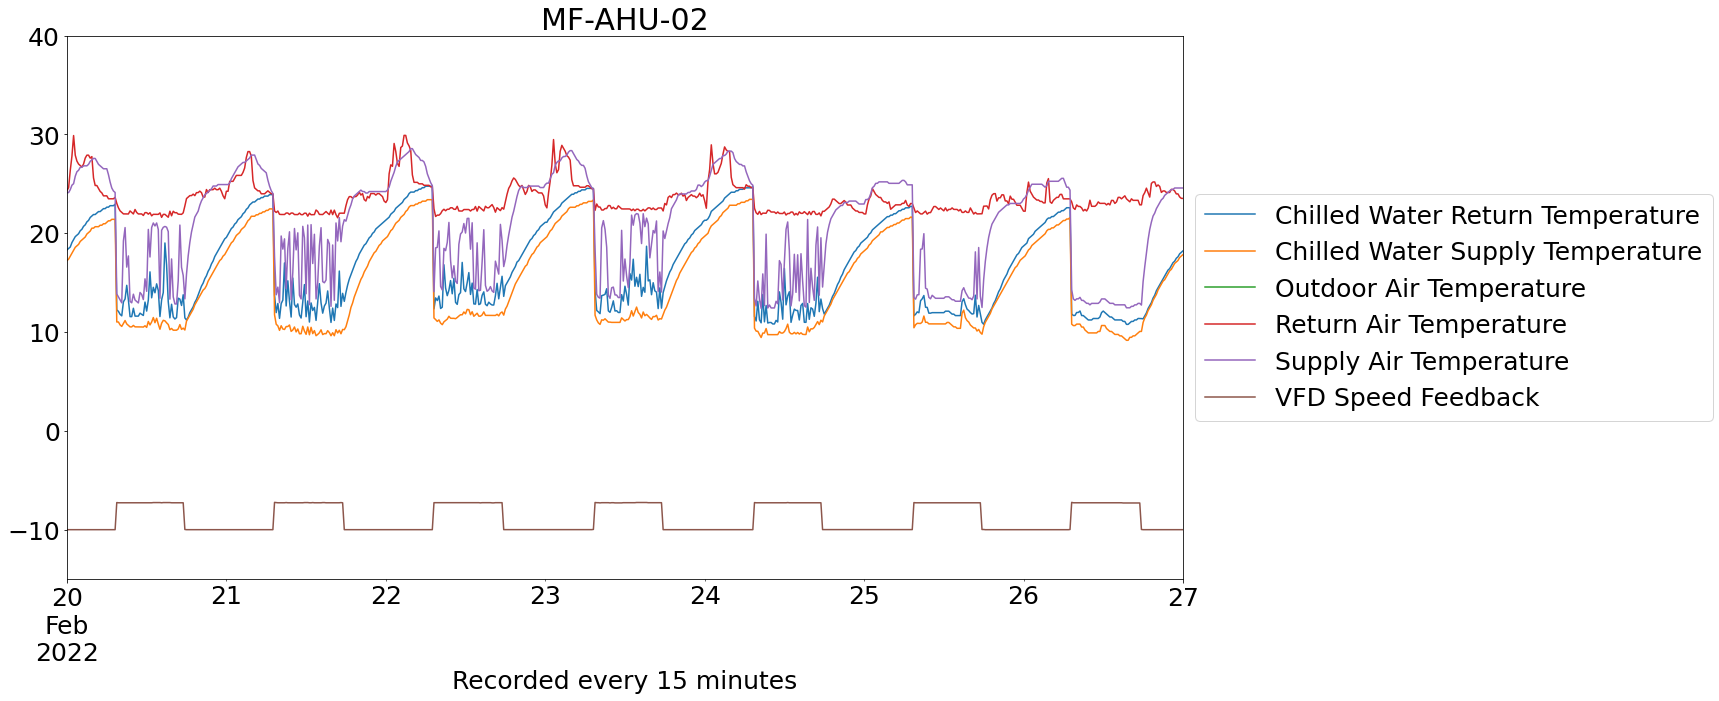 MF-AHU-02
40
30
20
10
0
−10
20
Feb
2022
21
22
23
24
25
26
27
Recorded every 15 minutes
Chilled Water Return Temperature
Chilled Water Supply Temperature
Outdoor Air Temperature
Return Air Temperature
Supply Air Temperature
VFD Speed Feedback